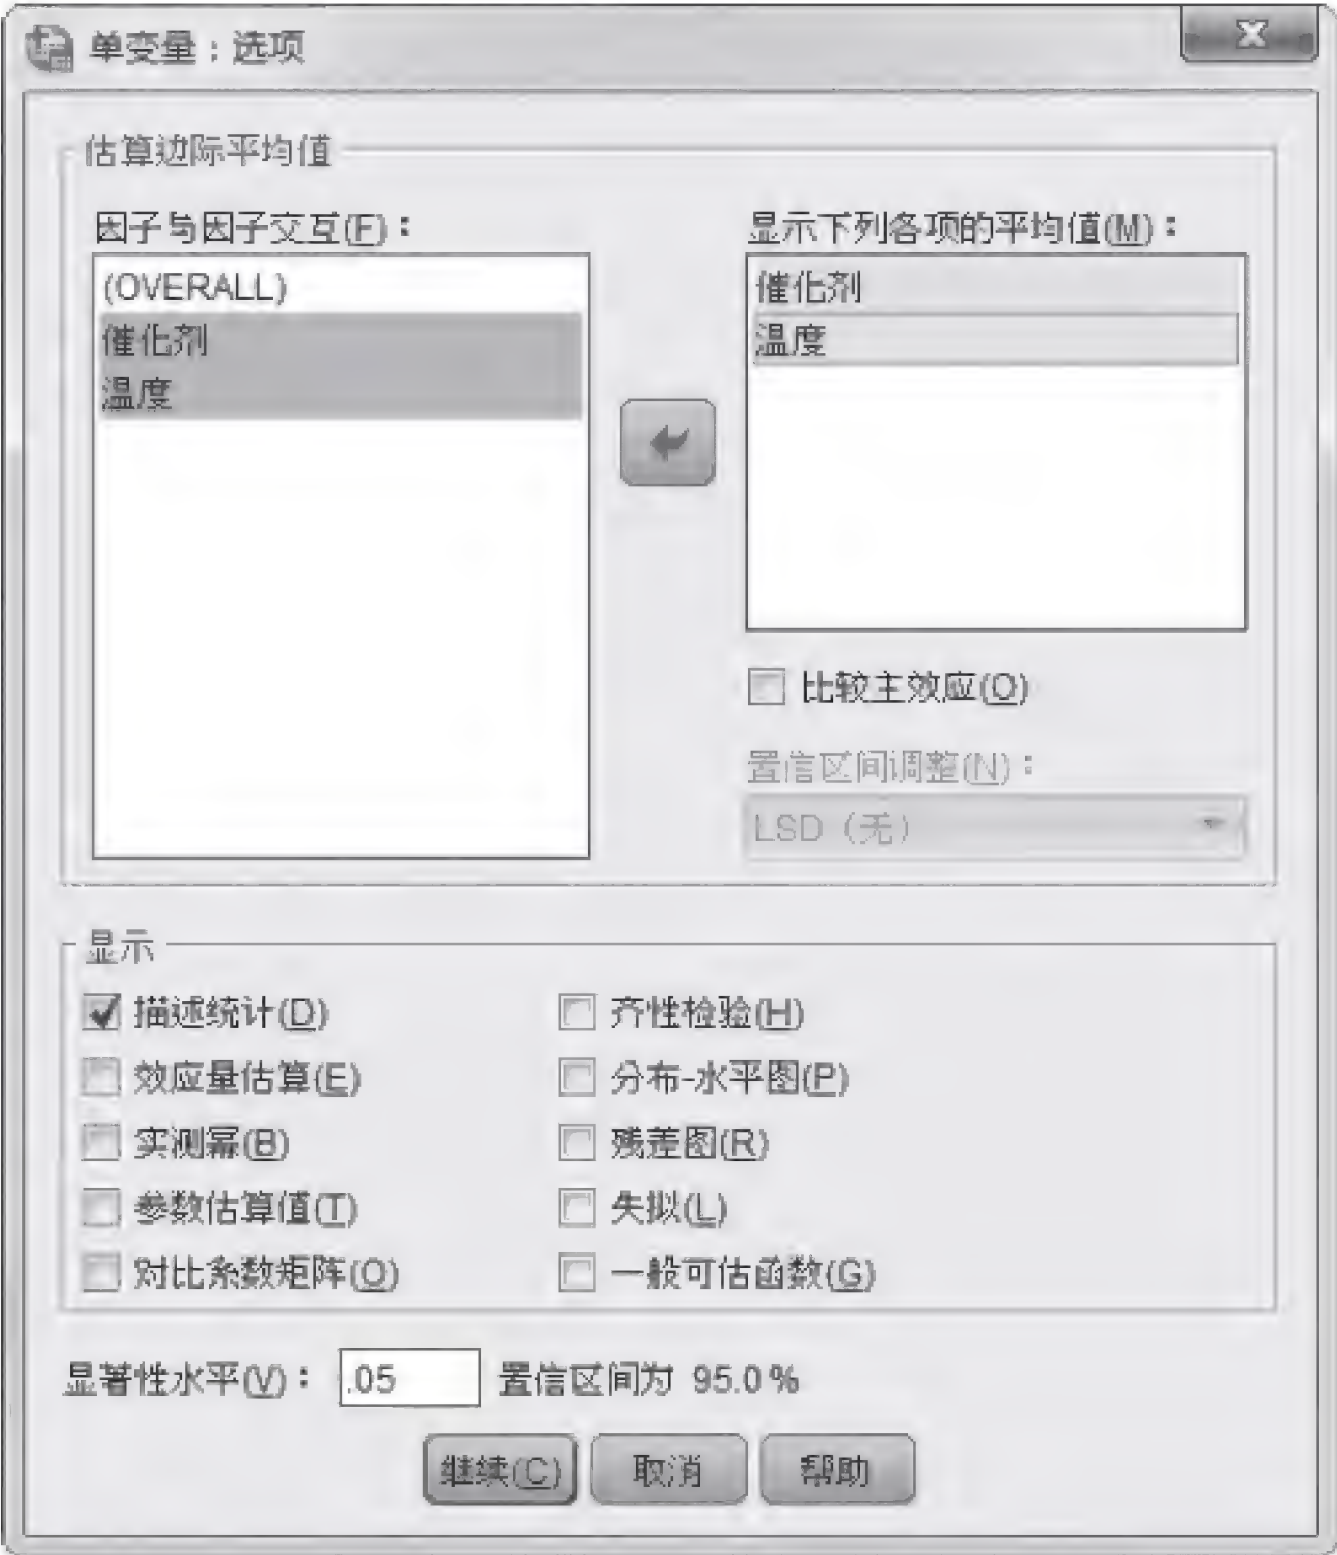 单变量：选项
估算边际平均值
因子与因子交互(F)：
(OVERALL)
催化剂
温度
显示下列各项的平均值(M)：
催化剂
温度
比较主效应(O)
置信区间调整(N)：
LSD（无）
显示
描述统计(D)
齐性检验(H)
效应量估算(E)
分布-水平图(P)
实测幂(B)
残差图(R)
参数估算值(T)
失拟(L)
对比系数矩阵(O)
一般可估函数(G)
显著性水平(V)： .05 置信区间为 95.0 %
继续(C) 取消 帮助